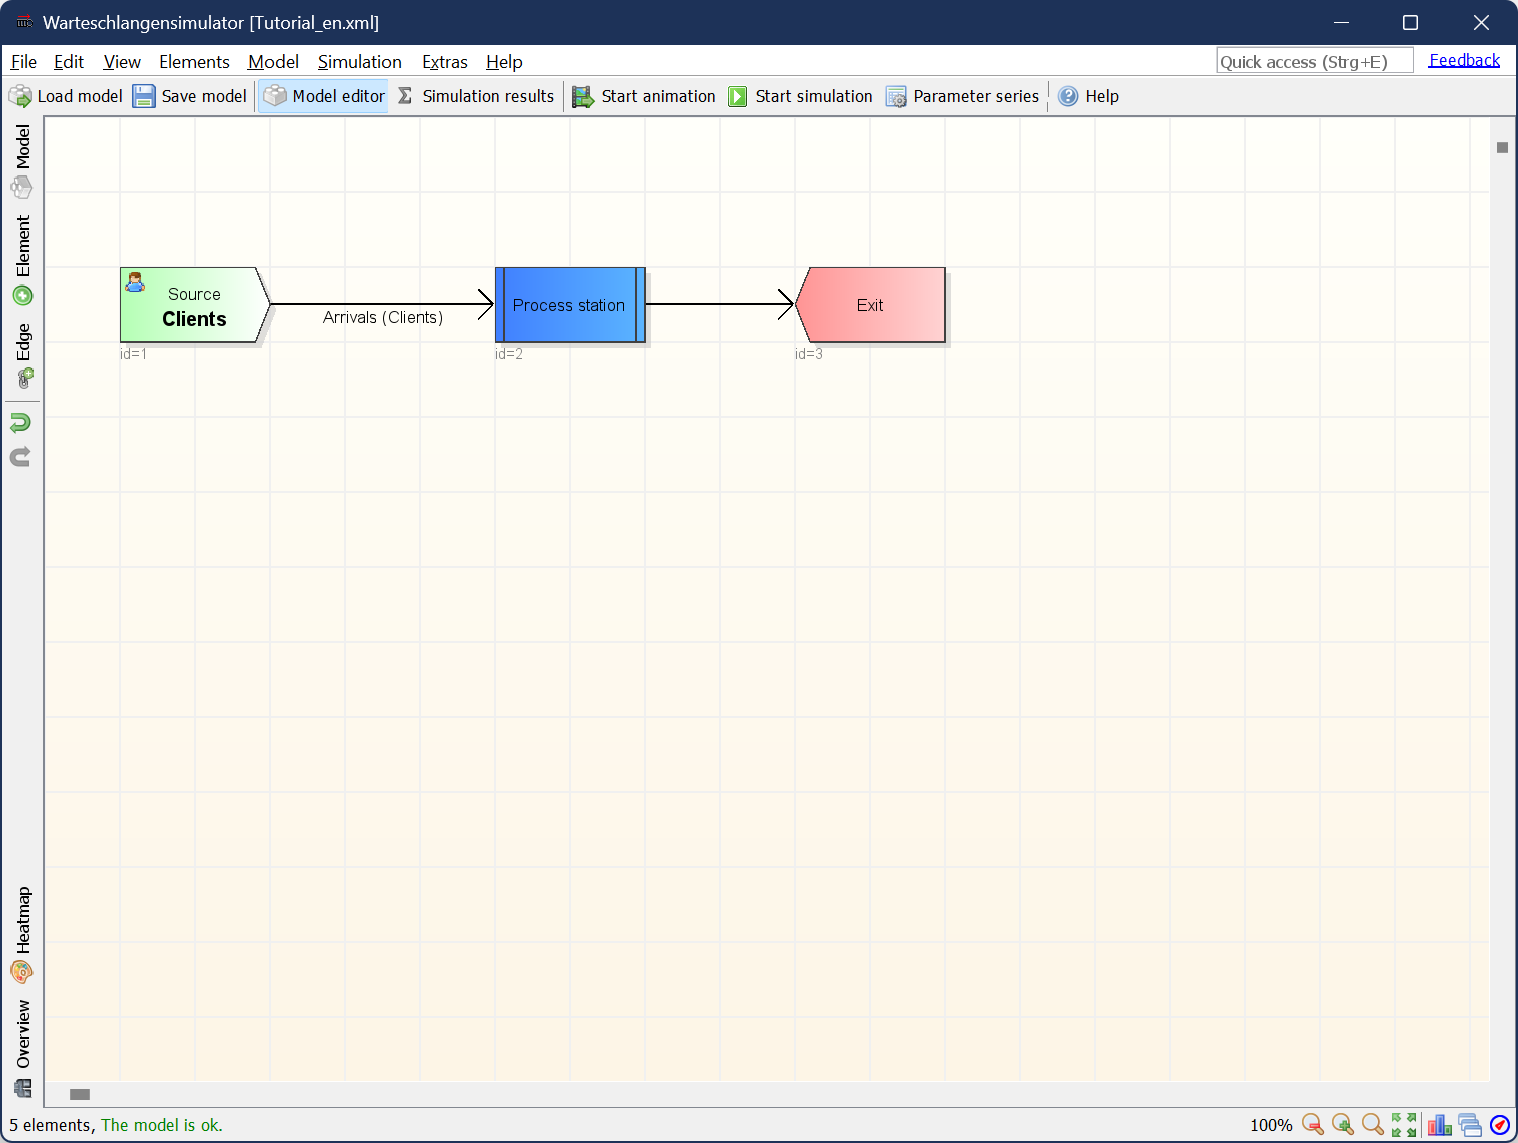 Warteschlangensimulator [Tutorial_en.xml]
File Edit View Elements Model Simulation Extras Help Quick access (Strg+E) Feedback
Load model Save model Model editor Simulation results Start animation Start simulation Parameter series Help
Model
Element
Edge
Source
Clients
id=1
Arrivals (Clients)
Process station
id=2
Exit
id=3
Heatmap
Overview
5 elements, The model is ok. 100%